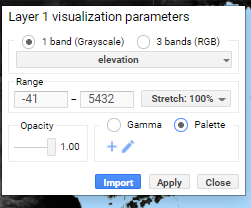 Layer 1 visualization parameters
1 band (Grayscale) 3 bands (RGB)
elevation
Range
-41 – 5432 Stretch: 100%
Opacity Gamma Palette
1.00
Import Apply Close